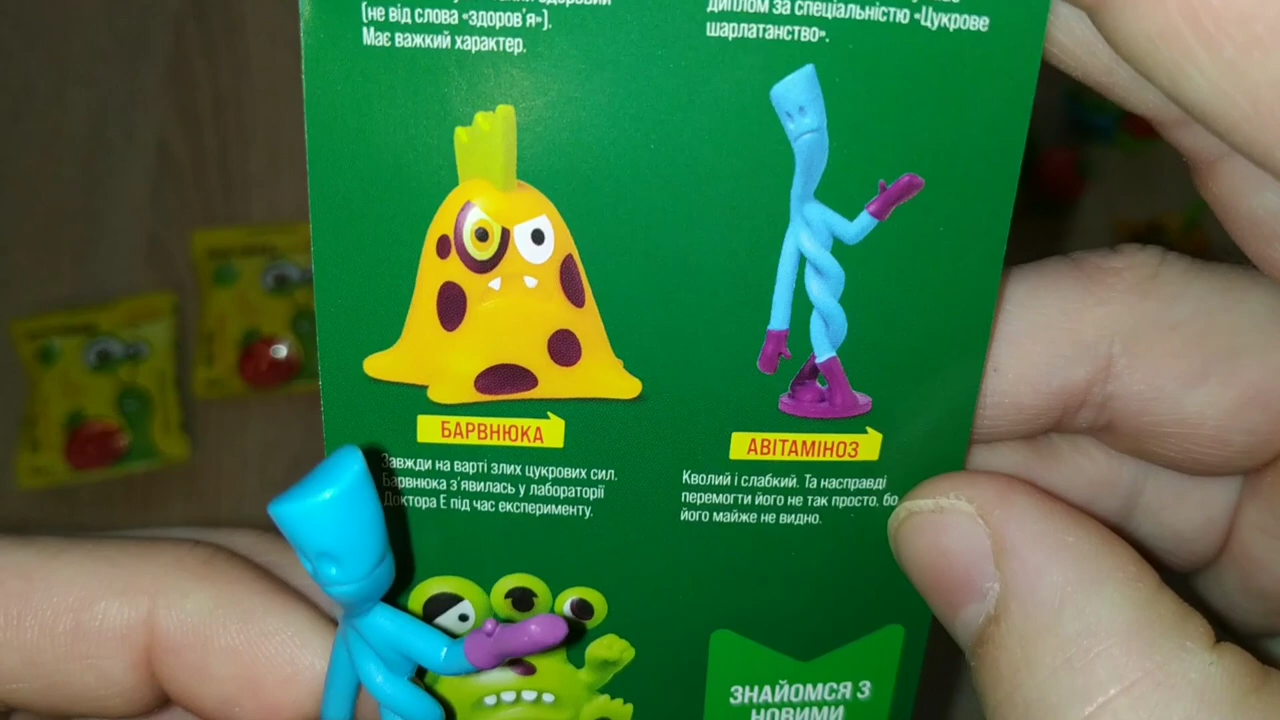 здоровий
(не від слова «здоров'я»).
Має важкий характер.
диплом за спеціальністю «Цукрове
шарлатанство».
БАРВНЮКА
Завжди на варті злих цукрових сил.
Барвнюка з'явилась у лабораторії
Доктора Е під час експерименту.
АВІТАМІНОЗ
Кволий і слабкий. Та насправді
перемогти його не так просто, бо
його майже не видно.
ЗНАЙОМСЯ З
НОВИМИ